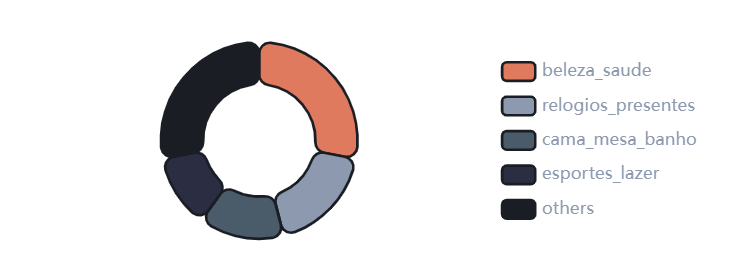 beleza_saude
relogios_presentes
cama_mesa_banho
esportes_lazer
others